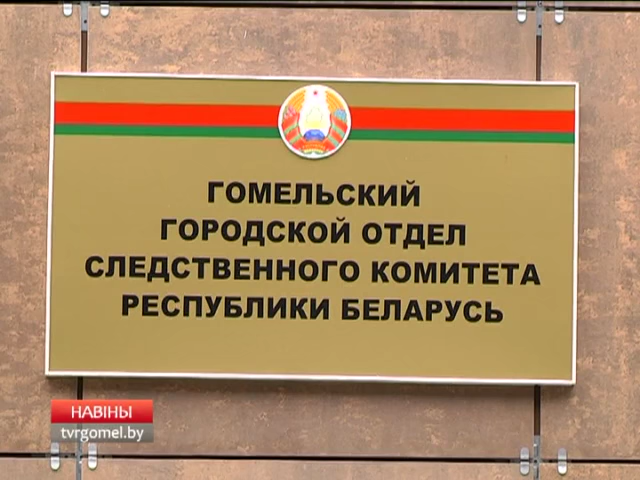 ГОМЕЛЬСКИЙ
ГОРОДСКОЙ ОТДЕЛ
СЛЕДСТВЕННОГО КОМИТЕТА
РЕСПУБЛИКИ БЕЛАРУСЬ
НАВІНЫ
tvrgomel.by